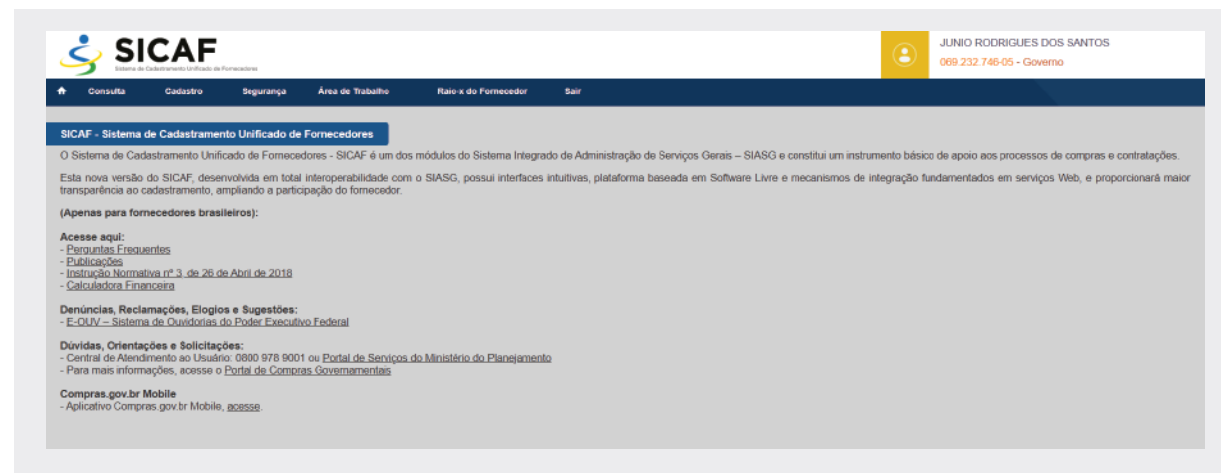 SICAF
Sistema de Cadastramento Unificado de Fornecedores
JUNIO RODRIGUES DOS SANTOS
069.232.746-05 - Governo
Consulta Cadastro Segurança Área de Trabalho Raio-x do Fornecedor Sair
SICAF - Sistema de Cadastramento Unificado de Fornecedores
O Sistema de Cadastramento Unificado de Fornecedores - SICAF é um dos módulos do Sistema Integrado de Administração de Serviços Gerais – SIASG e constitui um instrumento básico de apoio aos processos de compras e contratações.
Esta nova versão do SICAF, desenvolvida em total interoperabilidade com o SIASG, possui interfaces intuitivas, plataforma baseada em Software Livre e mecanismos de integração fundamentados em serviços Web, e proporcionará maior
transparência ao cadastramento, ampliando a participação do fornecedor.
(Apenas para fornecedores brasileiros):
Acesse aqui:
- Perguntas Frequentes
- Publicações
- Instrução Normativa nº 3, de 26 de Abril de 2018
- Calculadora Financeira
Denúncias, Reclamações, Elogios e Sugestões:
- E-OUV – Sistema de Ouvidorias do Poder Executivo Federal
Dúvidas, Orientações e Solicitações:
- Central de Atendimento ao Usuário: 0800 978 9001 ou Portal de Serviços do Ministério do Planejamento
- Para mais informações, acesse o Portal de Compras Governamentais
Compras.gov.br Mobile
- Aplicativo Compras.gov.br Mobile, acesse.